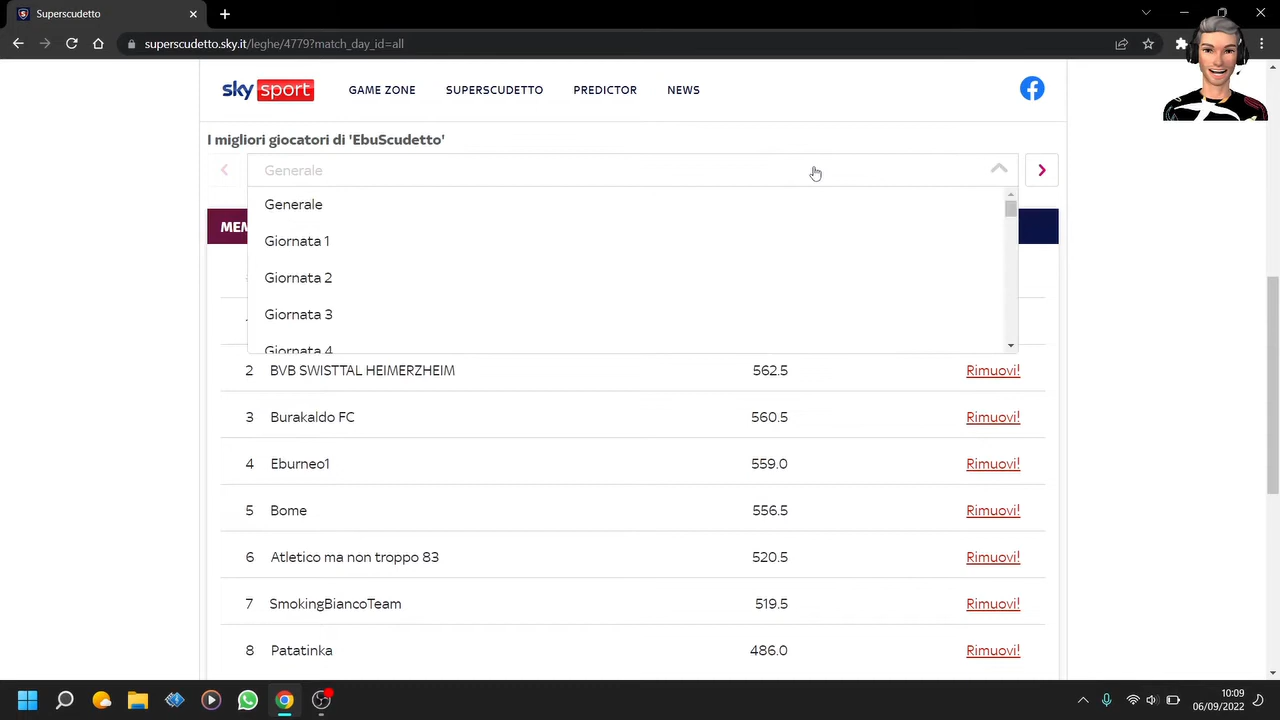 Superscudetto
superscudetto.sky.it/leghe/4779?match_day_id=all
sky sport GAME ZONE SUPERSCUDETTO PREDICTOR NEWS
I migliori giocatori di 'EbuScudetto'
Generale
Generale
MEM
Giornata 1
Giornata 2
Giornata 3
Giornata 4
2 BVB SWISTTAL HEIMERZHEIM 562.5 Rimuovi!
3 Burakaldo FC 560.5 Rimuovi!
4 Eburneo1 559.0 Rimuovi!
5 Bome 556.5 Rimuovi!
6 Atletico ma non troppo 83 520.5 Rimuovi!
7 SmokingBiancoTeam 519.5 Rimuovi!
8 Patatinka 486.0 Rimuovi!
10:09
06/09/2022